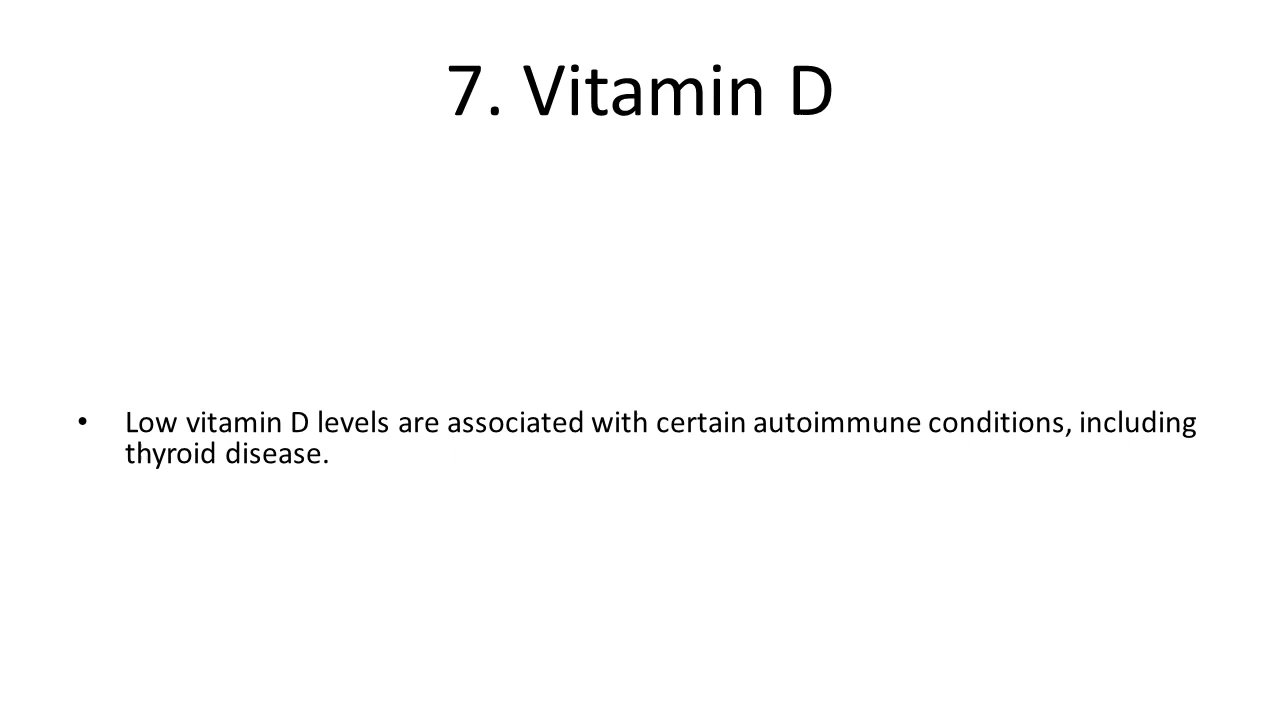 7. Vitamin D
• Low vitamin D levels are associated with certain autoimmune conditions, including
thyroid disease.